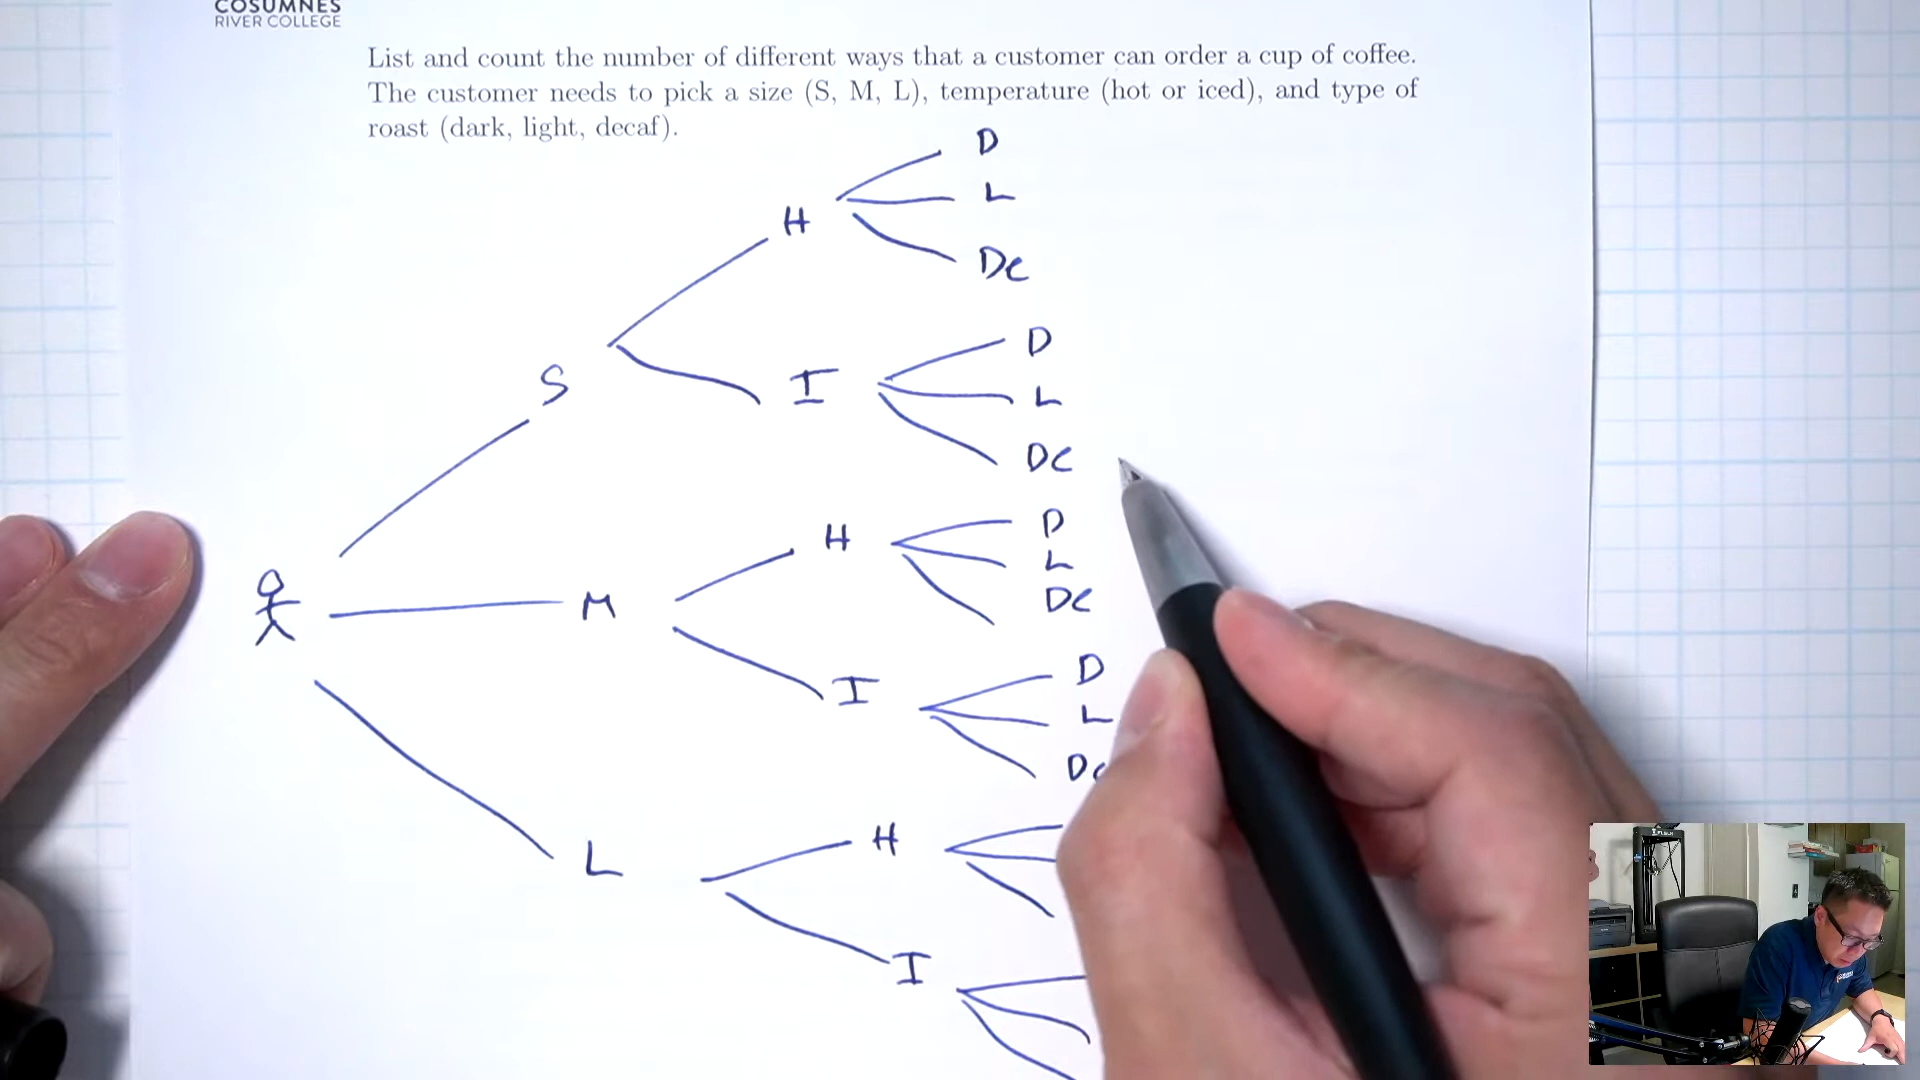 COSUMNES
RIVER COLLEGE
List and count the number of different ways that a customer can order a cup of coffee.
The customer needs to pick a size (S, M, L), temperature (hot or iced), and type of
roast (dark, light, decaf).
D
L
H
Dc
D
S
I
L
DC
D
H
L
DC
M
D
I
L
Dc
H
L
I